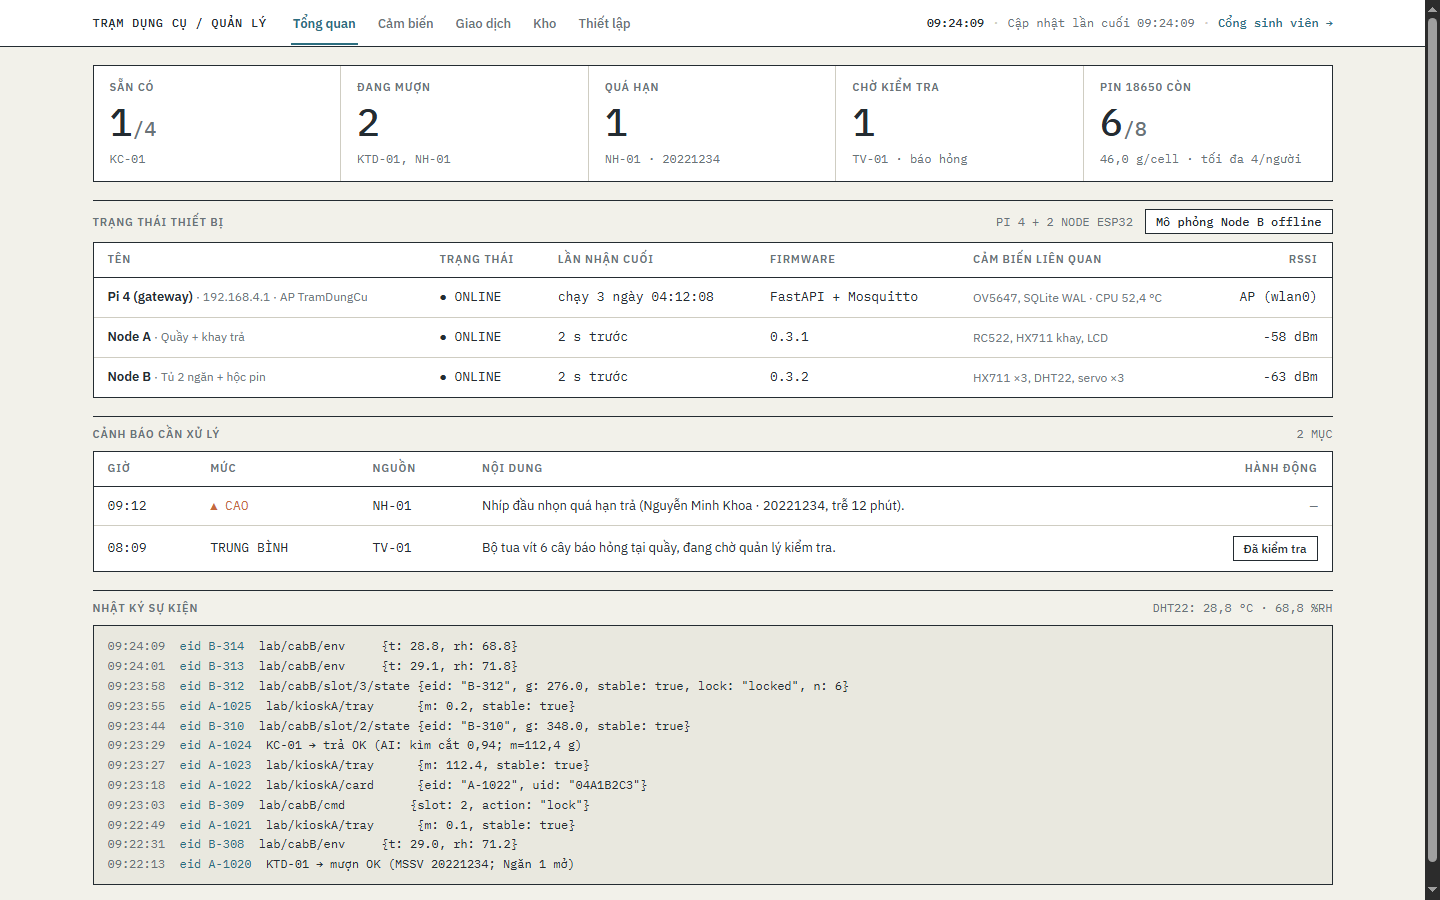 TRẠM DỤNG CỤ / QUẢN LÝ Tổng quan Cảm biến Giao dịch Kho Thiết lập 09:24:09 · Cập nhật lần cuối 09:24:09 · Cổng sinh viên →
SẴN CÓ ĐANG MƯỢN QUÁ HẠN CHỜ KIỂM TRA PIN 18650 CÒN
1/4 2 1 1 6/8
KC-01 KTD-01, NH-01 NH-01 · 20221234 TV-01 · báo hỏng 46,0 g/cell · tối đa 4/người
TRẠNG THÁI THIẾT BỊ PI 4 + 2 NODE ESP32 Mô phỏng Node B offline
TÊN TRẠNG THÁI LẦN NHẬN CUỐI FIRMWARE CẢM BIẾN LIÊN QUAN RSSI
Pi 4 (gateway) · 192.168.4.1 · AP TramDungCu ● ONLINE chạy 3 ngày 04:12:08 FastAPI + Mosquitto OV5647, SQLite WAL · CPU 52,4 °C AP (wlan0)
Node A · Quầy + khay trả ● ONLINE 2 s trước 0.3.1 RC522, HX711 khay, LCD -58 dBm
Node B · Tủ 2 ngăn + hộc pin ● ONLINE 2 s trước 0.3.2 HX711 ×3, DHT22, servo ×3 -63 dBm
CẢNH BÁO CẦN XỬ LÝ 2 MỤC
GIỜ MỨC NGUỒN NỘI DUNG HÀNH ĐỘNG
09:12 ▲ CAO NH-01 Nhíp đầu nhọn quá hạn trả (Nguyễn Minh Khoa · 20221234, trễ 12 phút). —
08:09 TRUNG BÌNH TV-01 Bộ tua vít 6 cây báo hỏng tại quầy, đang chờ quản lý kiểm tra. Đã kiểm tra
NHẬT KÝ SỰ KIỆN DHT22: 28,8 °C · 68,8 %RH
09:24:09 eid B-314 lab/cabB/env {t: 28.8, rh: 68.8}
09:24:01 eid B-313 lab/cabB/env {t: 29.1, rh: 71.8}
09:23:58 eid B-312 lab/cabB/slot/3/state {eid: "B-312", g: 276.0, stable: true, lock: "locked", n: 6}
09:23:55 eid A-1025 lab/kioskA/tray {m: 0.2, stable: true}
09:23:44 eid B-310 lab/cabB/slot/2/state {eid: "B-310", g: 348.0, stable: true}
09:23:29 eid A-1024 KC-01 → trả OK (AI: kìm cắt 0,94; m=112,4 g)
09:23:27 eid A-1023 lab/kioskA/tray {m: 112.4, stable: true}
09:23:18 eid A-1022 lab/kioskA/card {eid: "A-1022", uid: "04A1B2C3"}
09:23:03 eid B-309 lab/cabB/cmd {slot: 2, action: "lock"}
09:22:49 eid A-1021 lab/kioskA/tray {m: 0.1, stable: true}
09:22:31 eid B-308 lab/cabB/env {t: 29.0, rh: 71.2}
09:22:13 eid A-1020 KTD-01 → mượn OK (MSSV 20221234; Ngăn 1 mở)